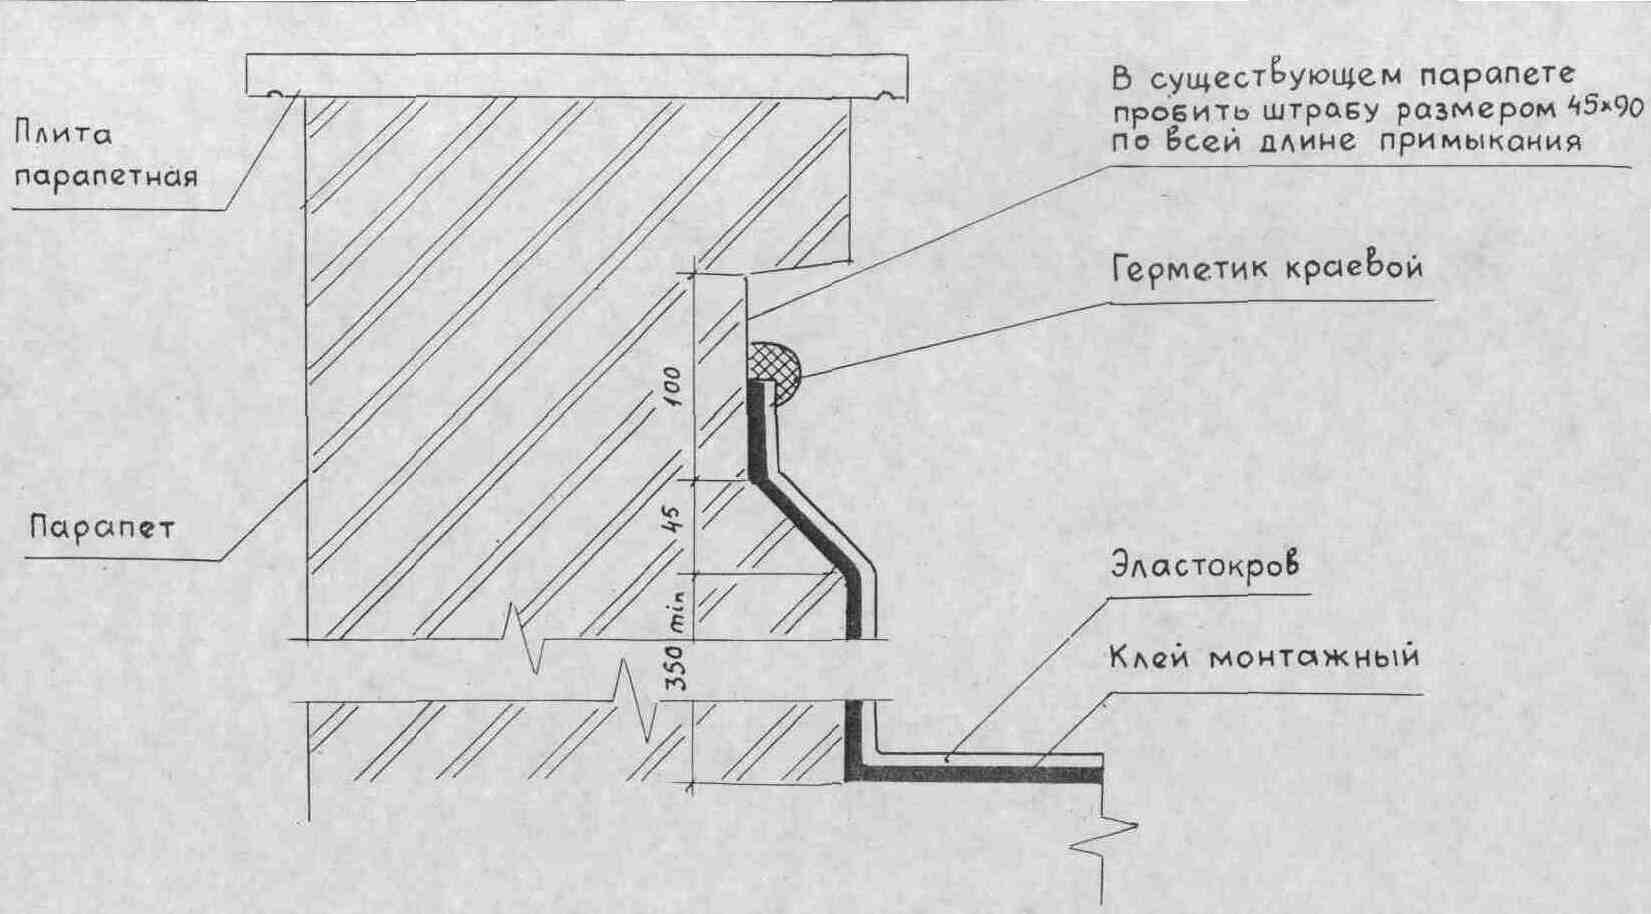 Плита
парапетная
В существующем парапете
пробить штрабу размером 45×90
по всей длине примыкания
Герметик краевой
100
45
350 min
Парапет
Эластокров
Клей монтажный